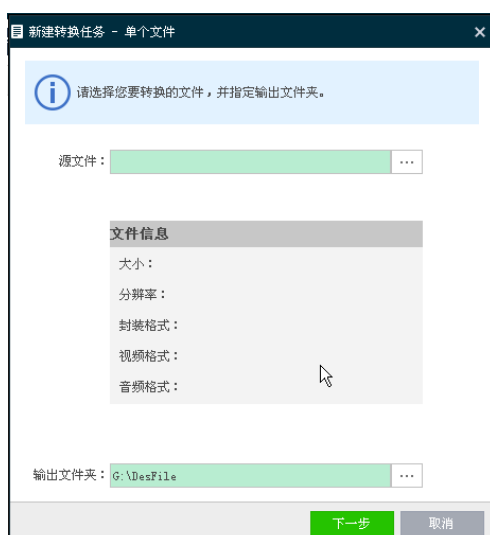 新建转换任务 - 单个文件
请选择您要转换的文件，并指定输出文件夹。
源文件： ...
文件信息
大小：
分辨率：
封装格式：
视频格式：
音频格式：
输出文件夹： G:\DesFile ...
下一步 取消